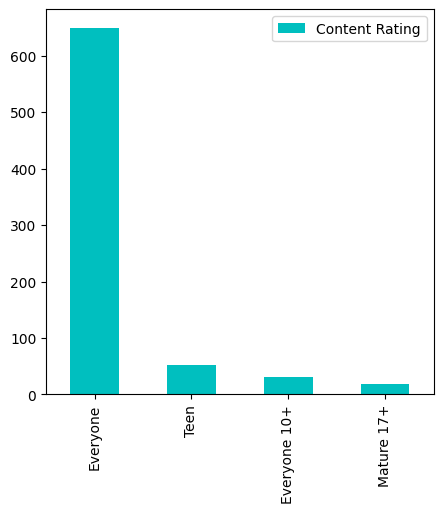 Content Rating
600
500
400
300
200
100
0
Everyone
Teen
Everyone 10+
Mature 17+